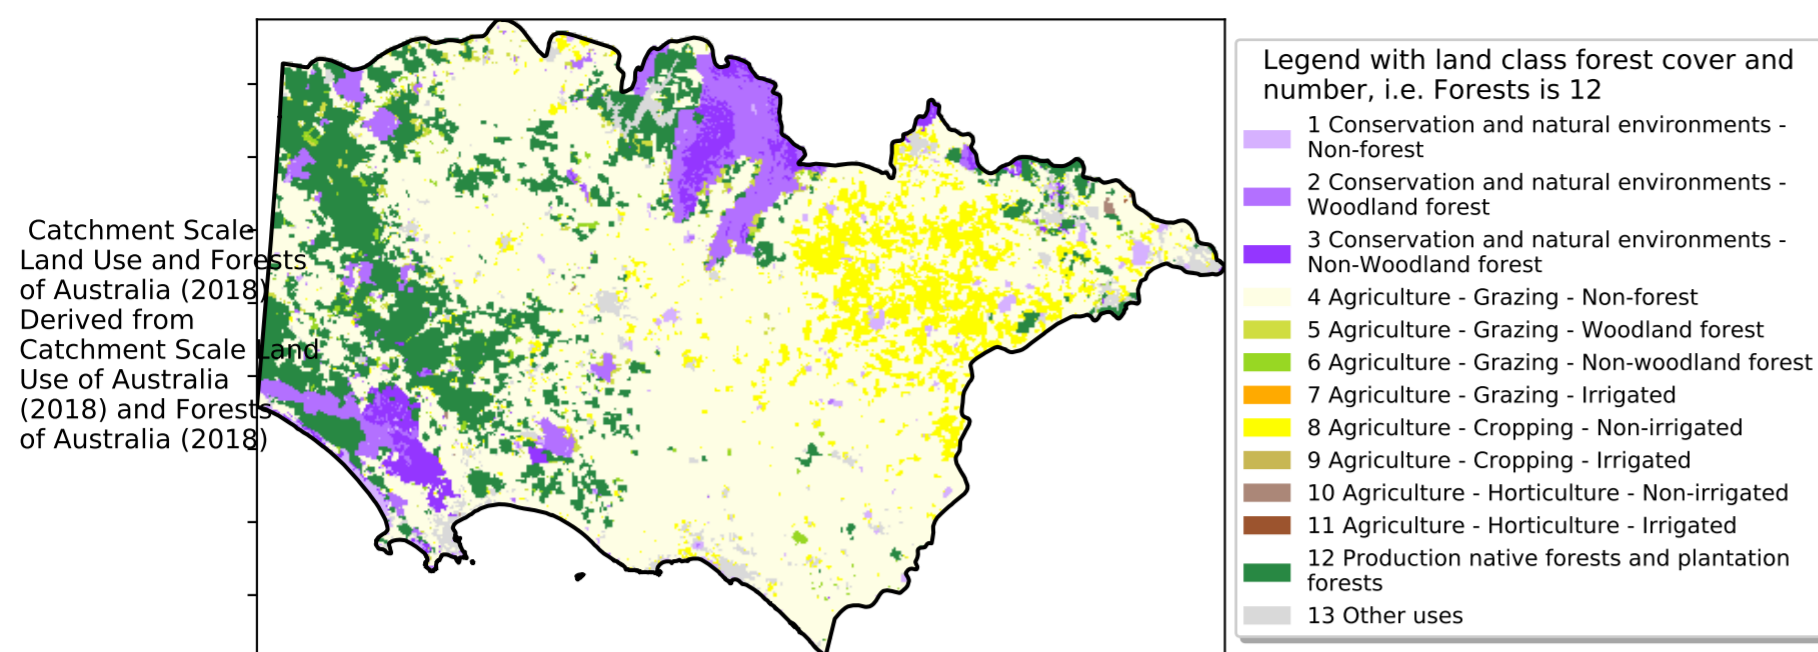 Catchment Scale
Land Use and Forests
of Australia (2018)
Derived from
Catchment Scale Land
Use of Australia
(2018) and Forests
of Australia (2018)
Legend with land class forest cover and
number, i.e. Forests is 12
1 Conservation and natural environments -
Non-forest
2 Conservation and natural environments -
Woodland forest
3 Conservation and natural environments -
Non-Woodland forest
4 Agriculture - Grazing - Non-forest
5 Agriculture - Grazing - Woodland forest
6 Agriculture - Grazing - Non-woodland forest
7 Agriculture - Grazing - Irrigated
8 Agriculture - Cropping - Non-irrigated
9 Agriculture - Cropping - Irrigated
10 Agriculture - Horticulture - Non-irrigated
11 Agriculture - Horticulture - Irrigated
12 Production native forests and plantation
forests
13 Other uses